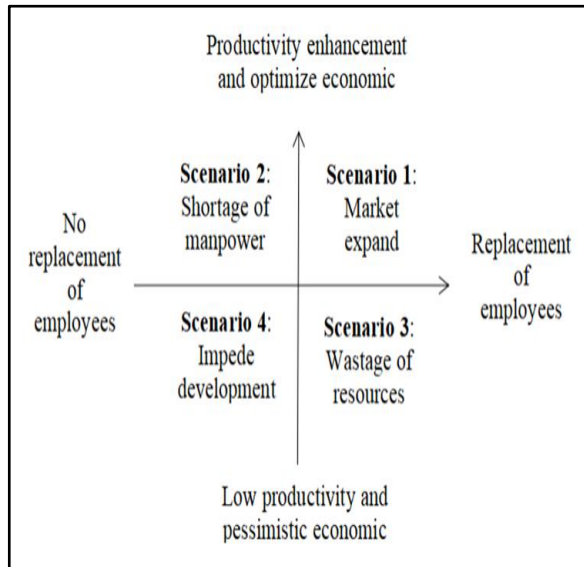 Productivity enhancement
and optimize economic
Scenario 2:
Shortage of
manpower
Scenario 1:
Market
expand
No
replacement
of
employees
Replacement
of
employees
Scenario 4:
Impede
development
Scenario 3:
Wastage of
resources
Low productivity and
pessimistic economic